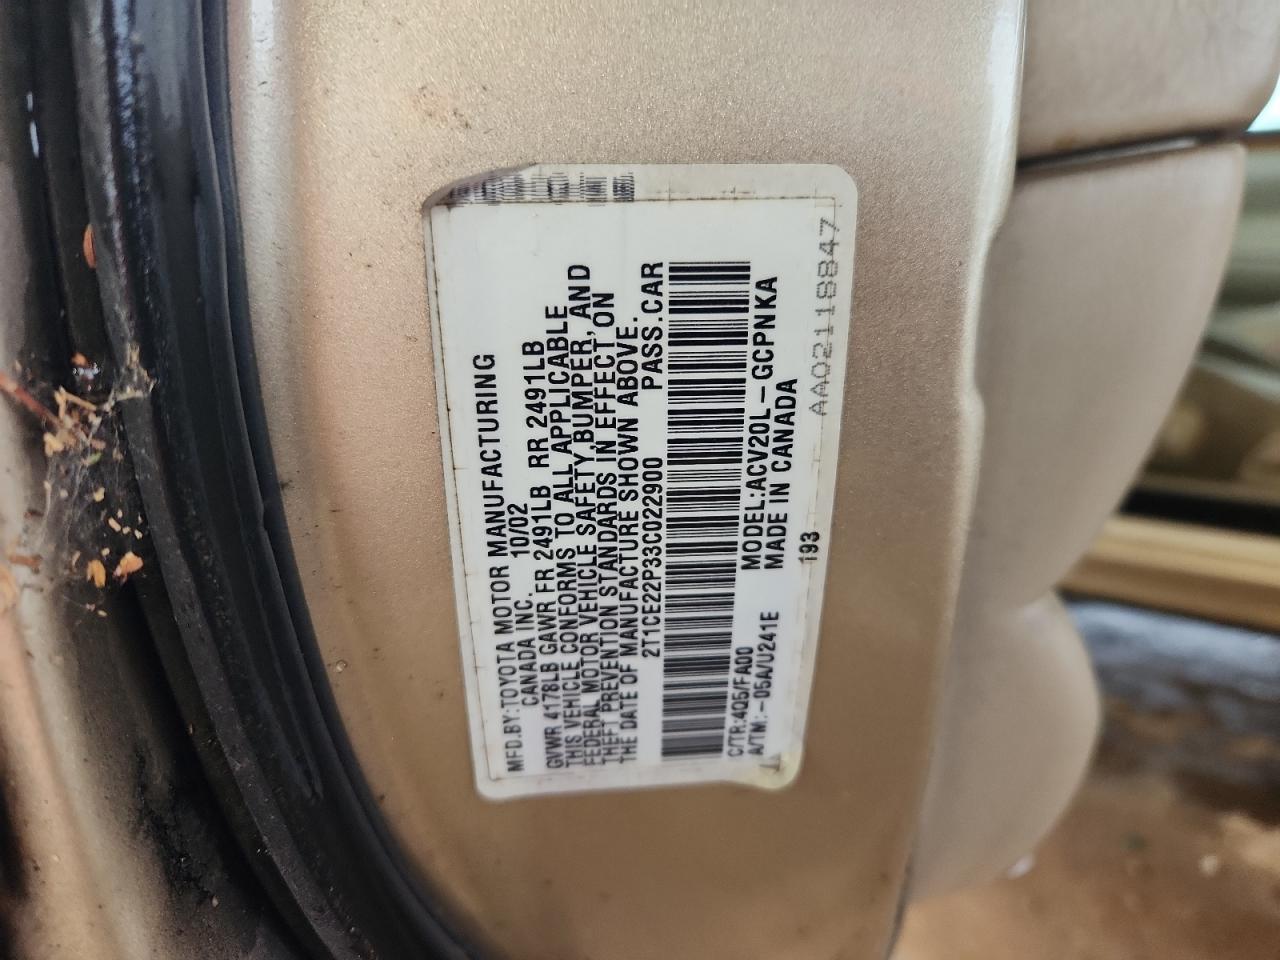 MFD.BY:TOYOTA MOTOR MANUFACTURING
CANADA INC. 10/02
GVWR 4178LB GAWR FR 2491LB RR 2491LB
THIS VEHICLE CONFORMS TO ALL APPLICABLE
FEDERAL MOTOR VEHICLE SAFETY,BUMPER, AND
THEFT PREVENTION STANDARDS IN EFFECT ON
THE DATE OF MANUFACTURE SHOWN ABOVE.
2T1CE22P33C022900 PASS.CAR
C/TR:4Q5/FA00 MODEL:ACV20L-GCPNKA
A/TM:-05A/U241E MADE IN CANADA
193
AA02118847